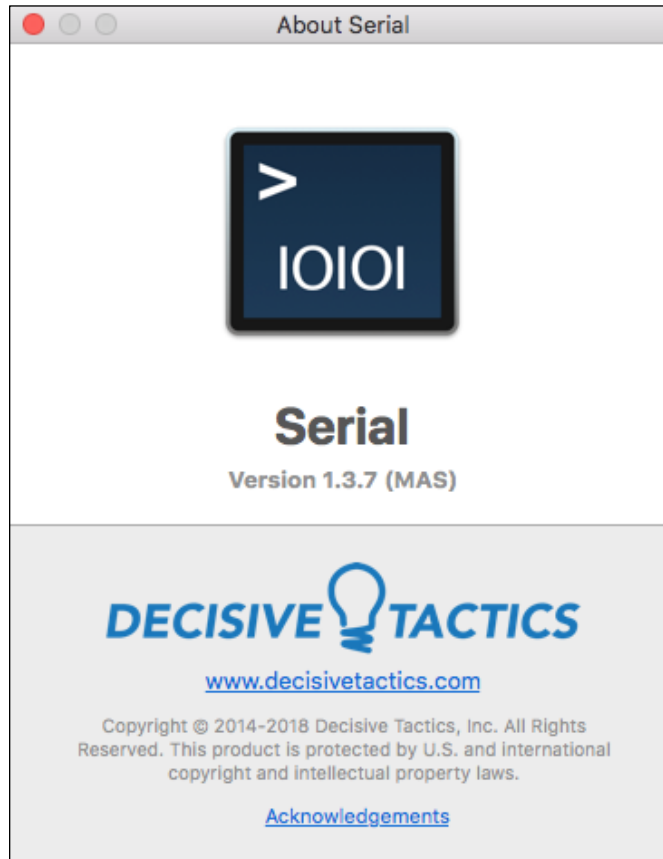 About Serial
>
IOIOI
Serial
Version 1.3.7 (MAS)
DECISIVE TACTICS
www.decisivetactics.com
Copyright © 2014-2018 Decisive Tactics, Inc. All Rights
Reserved. This product is protected by U.S. and international
copyright and intellectual property laws.
Acknowledgements